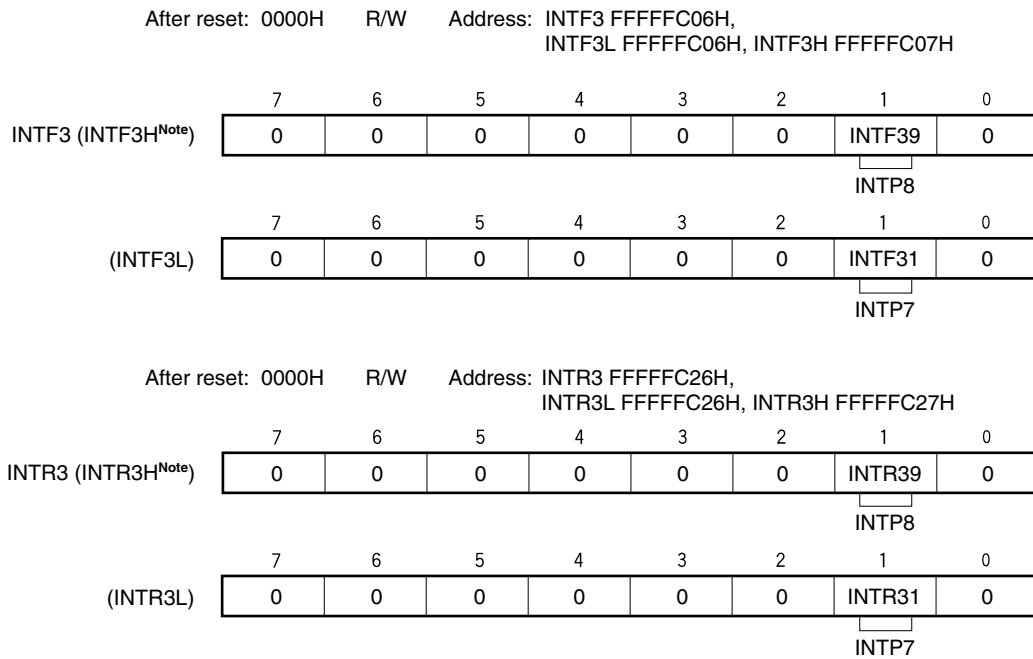 After reset: 0000H R/W Address: INTF3 FFFFFC06H,
INTF3L FFFFFC06H, INTF3H FFFFFC07H
7 6 5 4 3 2 1 0
INTF3 (INTF3HNote) 0 0 0 0 0 0 INTF39 0
INTP8
7 6 5 4 3 2 1 0
(INTF3L) 0 0 0 0 0 0 INTF31 0
INTP7
After reset: 0000H R/W Address: INTR3 FFFFFC26H,
INTR3L FFFFFC26H, INTR3H FFFFFC27H
7 6 5 4 3 2 1 0
INTR3 (INTR3HNote) 0 0 0 0 0 0 INTR39 0
INTP8
7 6 5 4 3 2 1 0
(INTR3L) 0 0 0 0 0 0 INTR31 0
INTP7